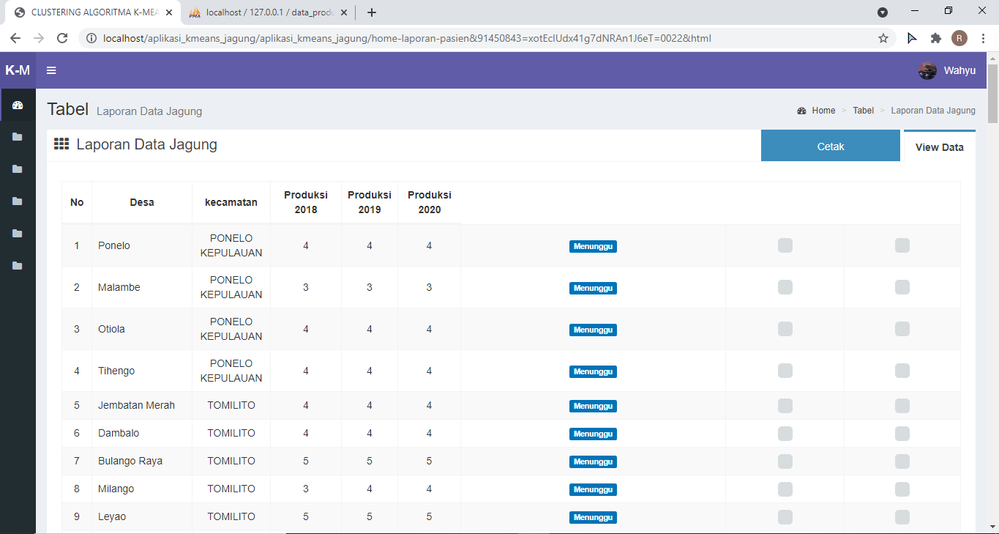 CLUSTERING ALGORITMA K-MEA
localhost / 127.0.0.1 / data_produ
localhost/aplikasi_kmeans_jagung/aplikasi_kmeans_jagung/home-laporan-pasien&91450843=xotEclUdx41g7dNRAn1J6eT=0022&html
R
K-M
Wahyu
Tabel Laporan Data Jagung
Home > Tabel > Laporan Data Jagung
Laporan Data Jagung
Cetak
View Data
No Desa kecamatan Produksi 2018 Produksi 2019 Produksi 2020
1 Ponelo PONELO KEPULAUAN 4 4 4 Menunggu
2 Malambe PONELO KEPULAUAN 3 3 3 Menunggu
3 Otiola PONELO KEPULAUAN 4 4 4 Menunggu
4 Tihengo PONELO KEPULAUAN 4 4 4 Menunggu
5 Jembatan Merah TOMILITO 4 4 4 Menunggu
6 Dambalo TOMILITO 4 4 4 Menunggu
7 Bulango Raya TOMILITO 5 5 5 Menunggu
8 Milango TOMILITO 3 4 4 Menunggu
9 Leyao TOMILITO 5 5 5 Menunggu